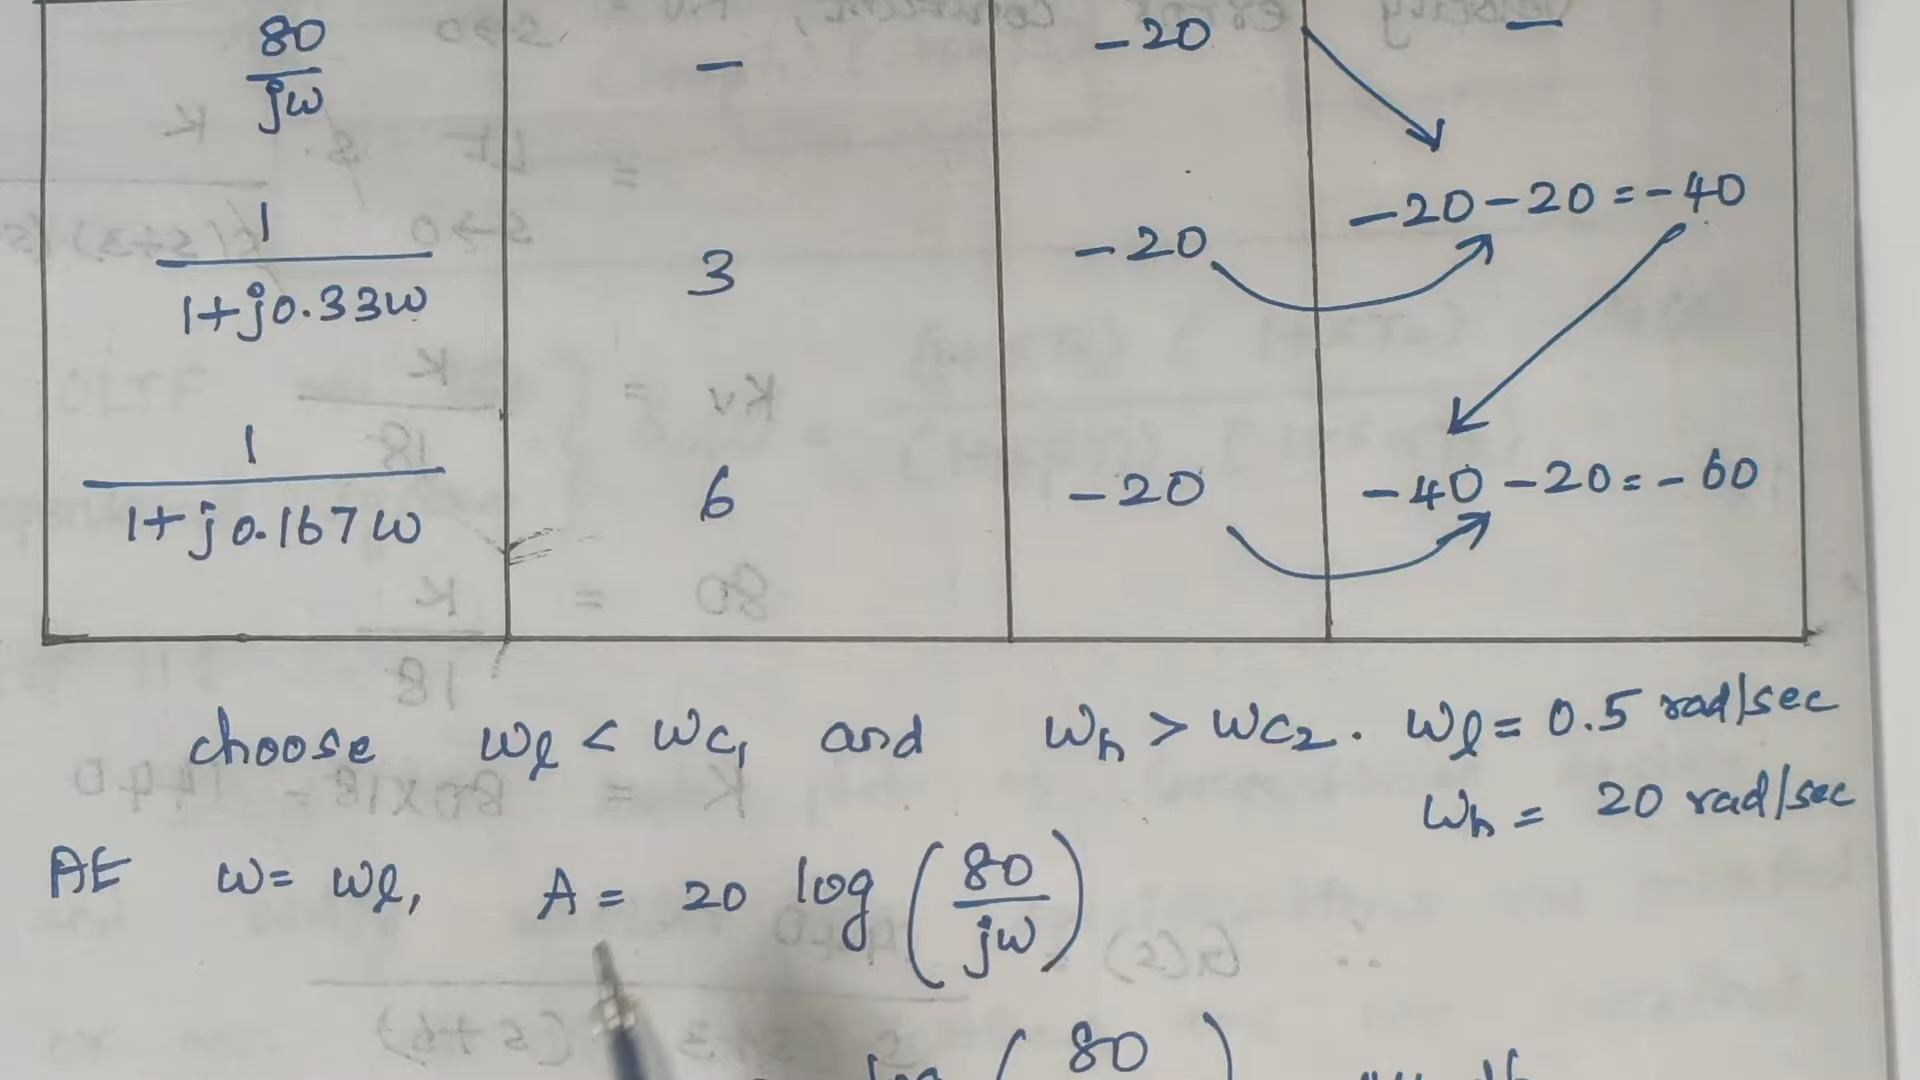 80/jω — -20 —
1/(1+j0.33ω) 3 -20 -20-20=-40
1/(1+j0.167ω) 6 -20 -40-20=-60
choose ωl < ωc1 and ωh > ωc2. ωl = 0.5 rad/sec
ωh = 20 rad/sec
At ω = ωl, A = 20 log (80/jω)
log (80